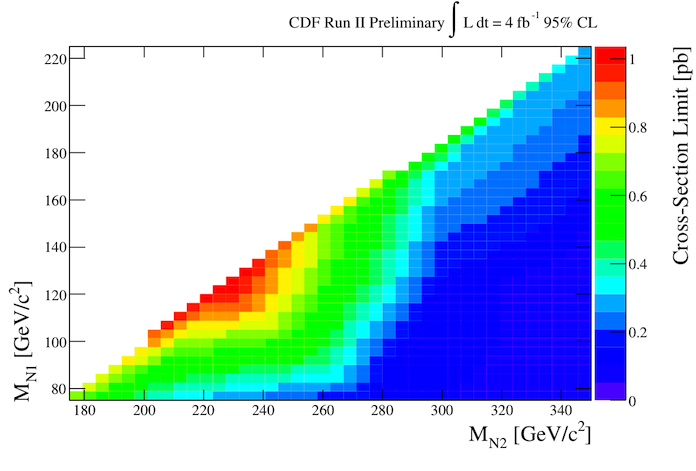 CDF Run II Preliminary ∫ L dt = 4 fb⁻¹ 95% CL
220
200
180
160
140
120
100
80
M_N1 [GeV/c²]
180 200 220 240 260 280 300 320 340
M_N2 [GeV/c²]
1
0.8
0.6
0.4
0.2
0
Cross-Section Limit [pb]